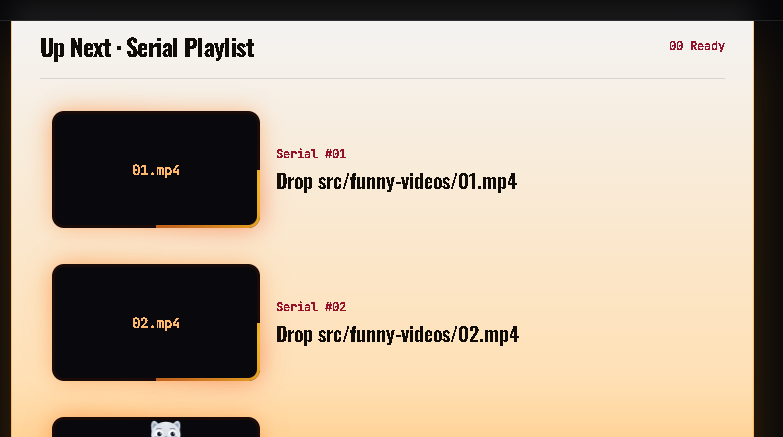 Up Next · Serial Playlist
00 Ready
01.mp4
Serial #01
Drop src/funny-videos/01.mp4
02.mp4
Serial #02
Drop src/funny-videos/02.mp4